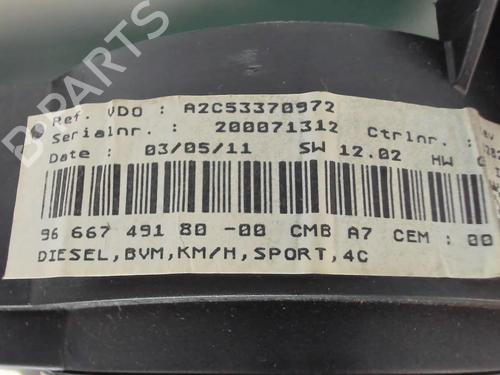 Ref. VDO : A2C53370972
Serialnr. : 200071312 Ctrlnr. :
Date : 03/05/11 SW 12.02 HW
96 667 491 80 -00 CMB A7 CEM : 00
DIESEL,BVM,KM/H,SPORT,4C
B-PARTS